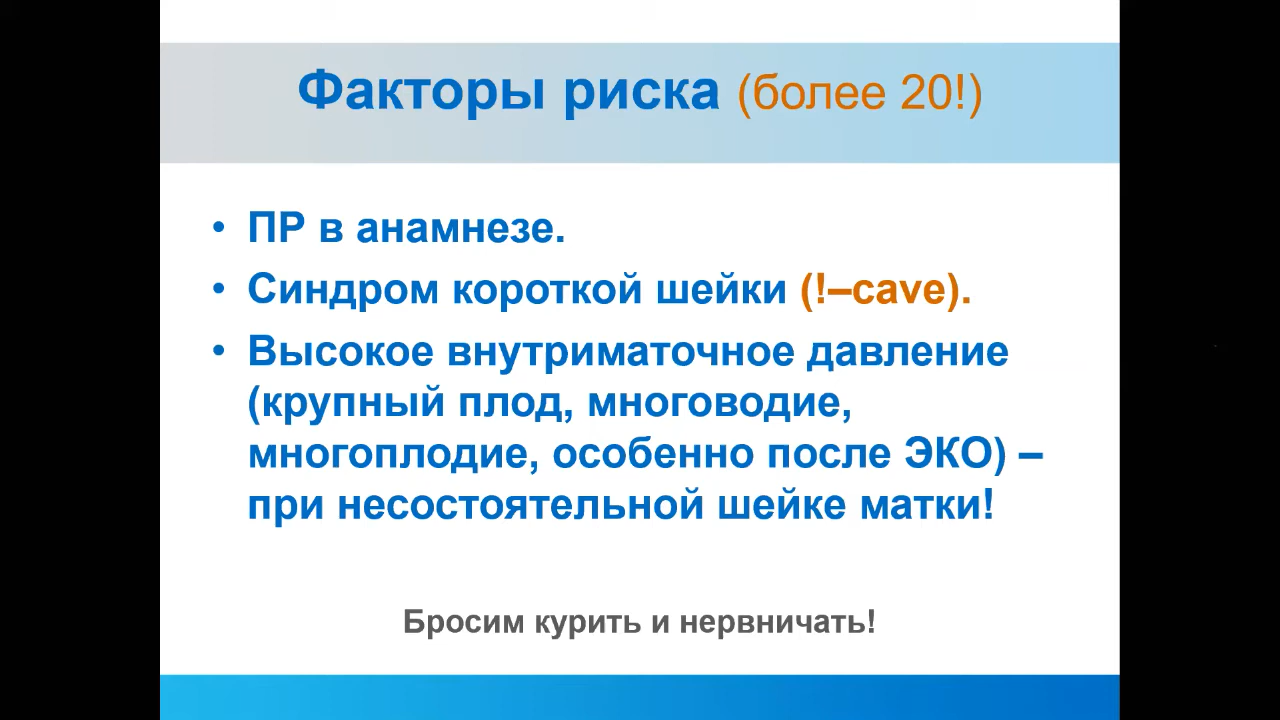 Факторы риска (более 20!)
• ПР в анамнезе.
• Синдром короткой шейки (!–cave).
• Высокое внутриматочное давление
(крупный плод, многоводие,
многоплодие, особенно после ЭКО) –
при несостоятельной шейке матки!
Бросим курить и нервничать!